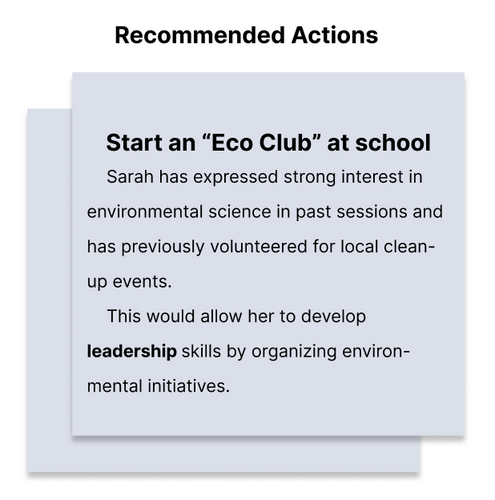 Recommended Actions
Start an “Eco Club” at school
Sarah has expressed strong interest in
environmental science in past sessions and
has previously volunteered for local clean-
up events.
This would allow her to develop
leadership skills by organizing environ-
mental initiatives.